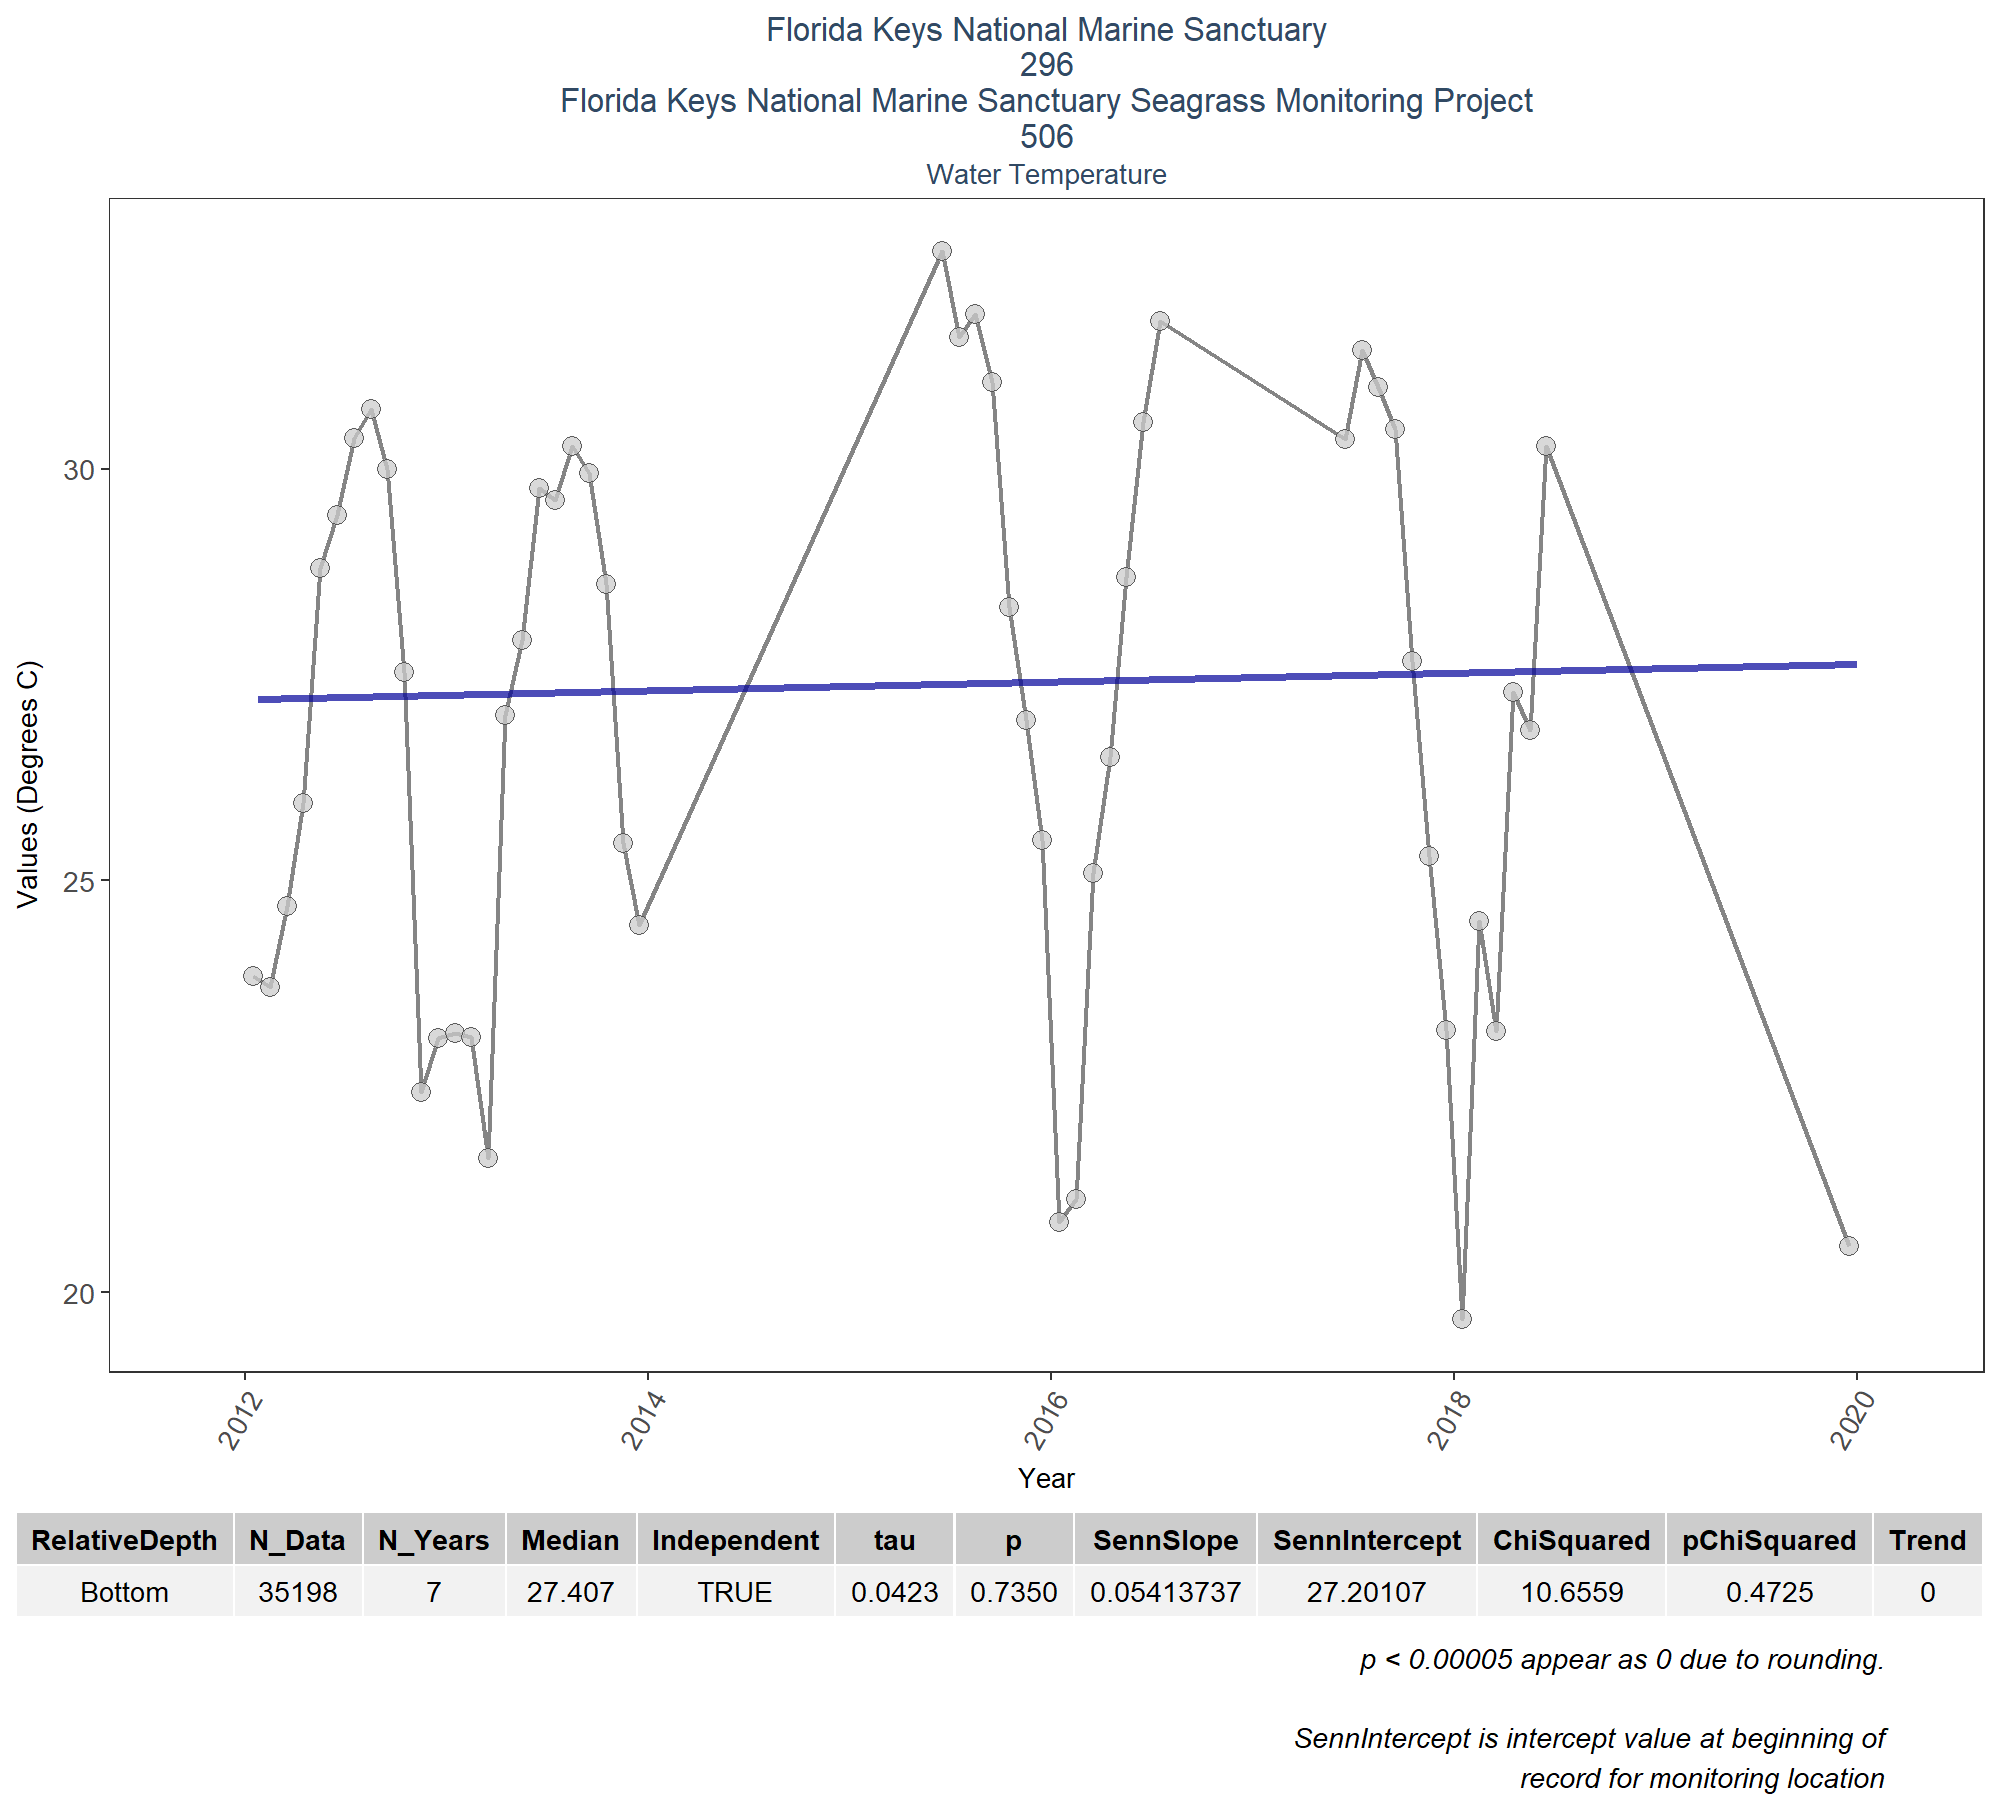 Florida Keys National Marine Sanctuary
296
Florida Keys National Marine Sanctuary Seagrass Monitoring Project
506
Water Temperature
Values (Degrees C)
30
25
20
2012 2014 2016 2018 2020
Year
RelativeDepth N_Data N_Years Median Independent tau p SennSlope SennIntercept ChiSquared pChiSquared Trend
Bottom 35198 7 27.407 TRUE 0.0423 0.7350 0.05413737 27.20107 10.6559 0.4725 0
p < 0.00005 appear as 0 due to rounding.
SennIntercept is intercept value at beginning of
record for monitoring location